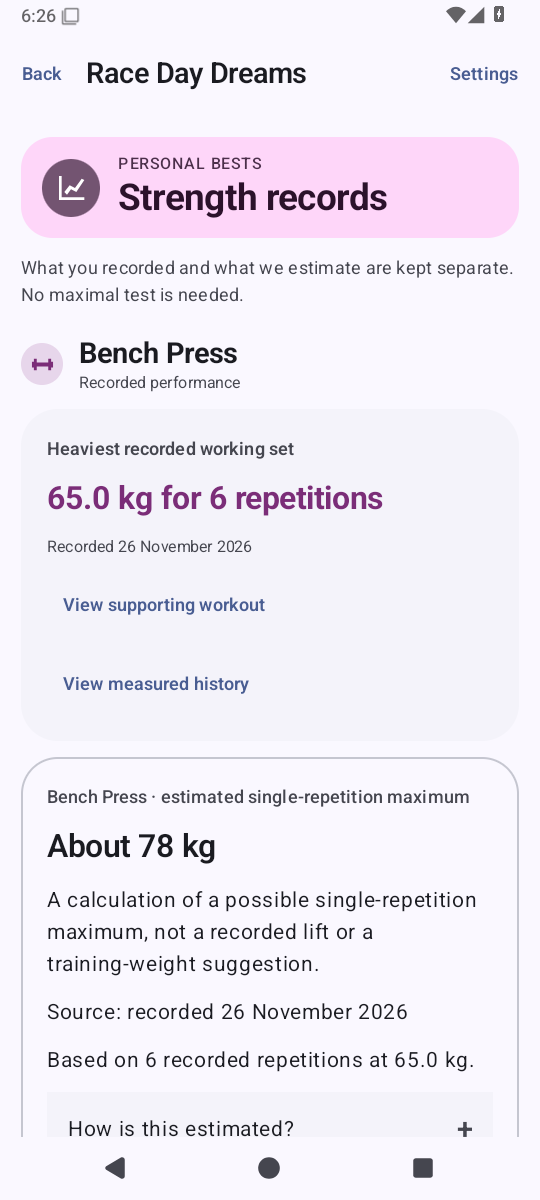 6:26
Back
Race Day Dreams
Settings
PERSONAL BESTS
Strength records
What you recorded and what we estimate are kept separate.
No maximal test is needed.
Bench Press
Recorded performance
Heaviest recorded working set
65.0 kg for 6 repetitions
Recorded 26 November 2026
View supporting workout
View measured history
Bench Press · estimated single-repetition maximum
About 78 kg
A calculation of a possible single-repetition
maximum, not a recorded lift or a
training-weight suggestion.
Source: recorded 26 November 2026
Based on 6 recorded repetitions at 65.0 kg.
How is this estimated? +